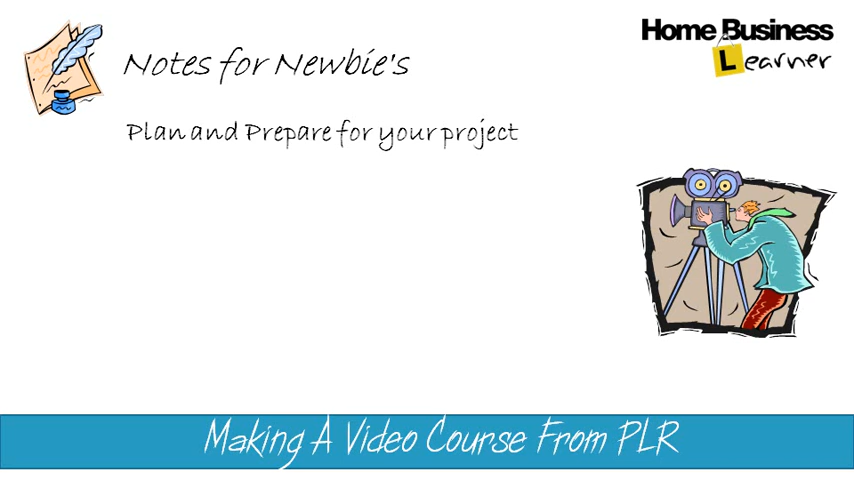 Home Business
Learner
Notes for Newbie's
Plan and Prepare for your project
Making A Video Course From PLR